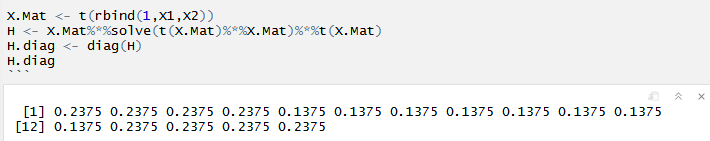 X.Mat <- t(rbind(1,X1,X2))
H <- X.Mat%*%solve(t(X.Mat)%*%X.Mat)%*%t(X.Mat)
H.diag <- diag(H)
H.diag
```
[1] 0.2375 0.2375 0.2375 0.2375 0.1375 0.1375 0.1375 0.1375 0.1375 0.1375 0.1375
[12] 0.1375 0.2375 0.2375 0.2375 0.2375